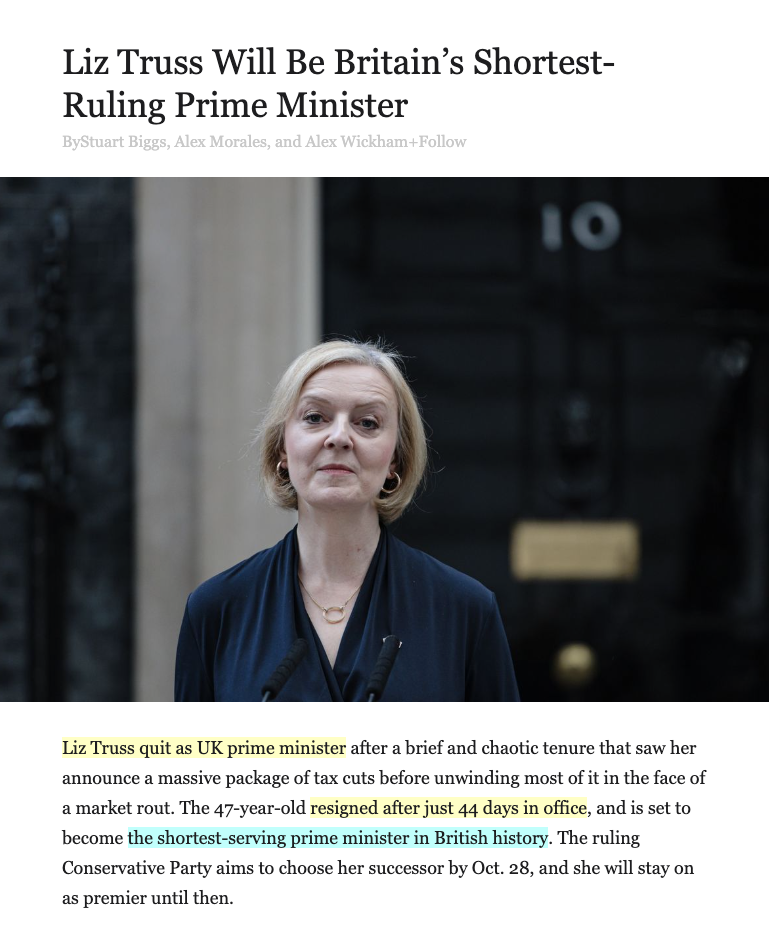 Liz Truss Will Be Britain’s Shortest-
Ruling Prime Minister
ByStuart Biggs, Alex Morales, and Alex Wickham+Follow
10
Liz Truss quit as UK prime minister after a brief and chaotic tenure that saw her
announce a massive package of tax cuts before unwinding most of it in the face of
a market rout. The 47-year-old resigned after just 44 days in office, and is set to
become the shortest-serving prime minister in British history. The ruling
Conservative Party aims to choose her successor by Oct. 28, and she will stay on
as premier until then.